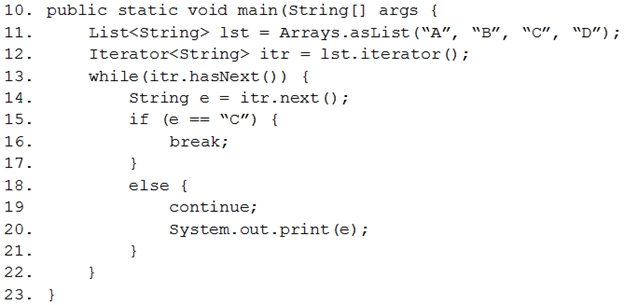 10. public static void main(String[] args {
11.     List<String> lst = Arrays.asList(“A”, “B”, “C”, “D”);
12.     Iterator<String> itr = lst.iterator();
13.     while(itr.hasNext()) {
14.         String e = itr.next();
15.         if (e == “C”) {
16.             break;
17.         }
18.         else {
19              continue;
20.             System.out.print(e);
21.         }
22.     }
23. }